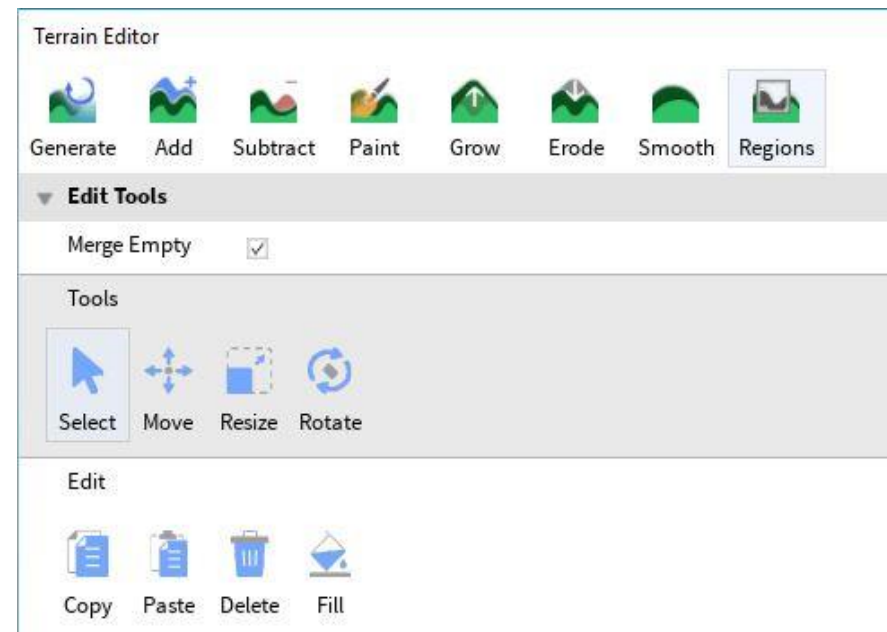 Terrain Editor
Generate Add Subtract Paint Grow Erode Smooth Regions
Edit Tools
Merge Empty
Tools
Select Move Resize Rotate
Edit
Copy Paste Delete Fill